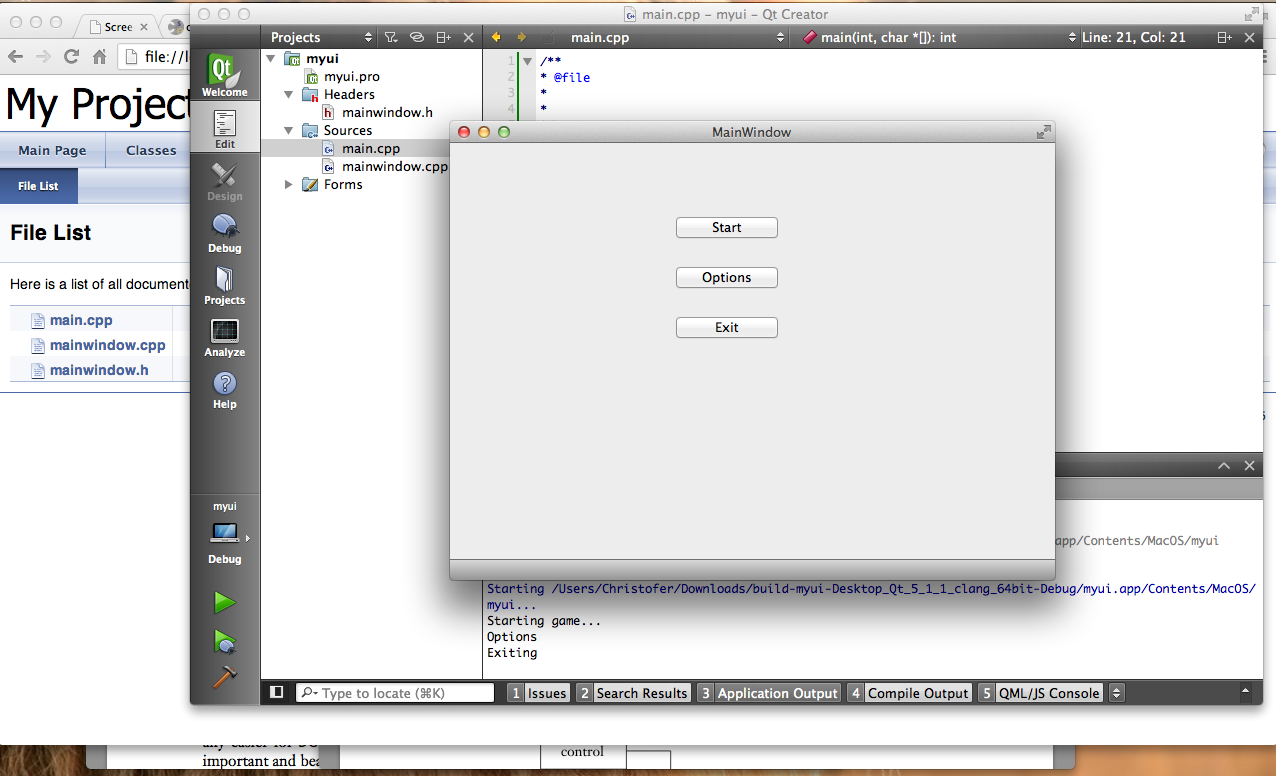 Scree
main.cpp – myui – Qt Creator
file://l
My Project
Main Page
Classes
File List
File List
Here is a list of all document
main.cpp
mainwindow.cpp
mainwindow.h
Welcome
Edit
Design
Debug
Projects
Analyze
Help
myui
Debug
Projects
myui
myui.pro
Headers
mainwindow.h
Sources
main.cpp
mainwindow.cpp
Forms
main.cpp
main(int, char *[]): int
Line: 21, Col: 21
1 /**
2 * @file
3 *
4 *
MainWindow
Start
Options
Exit
app/Contents/MacOS/myui
Starting /Users/Christofer/Downloads/build-myui-Desktop_Qt_5_1_1_clang_64bit-Debug/myui.app/Contents/MacOS/
myui...
Starting game...
Options
Exiting
Type to locate (⌘K)
1 Issues
2 Search Results
3 Application Output
4 Compile Output
5 QML/JS Console
important and bea
control